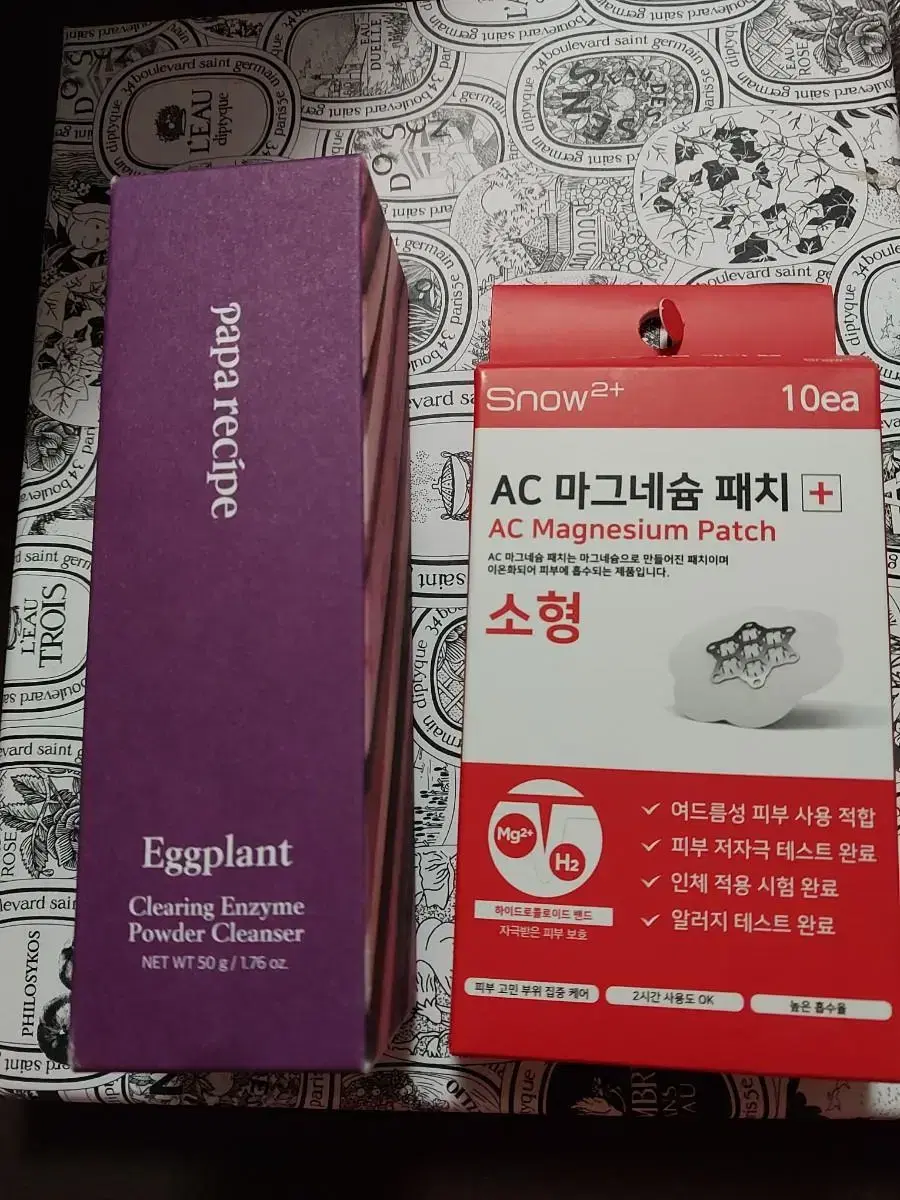 papa recipe
Eggplant
Clearing Enzyme
Powder Cleanser
NET WT 50 g / 1.76 oz.
Snow2+
10ea
AC 마그네슘 패치 +
AC Magnesium Patch
AC 마그네슘 패치는 마그네슘으로 만들어진 패치이며
이온화되어 피부에 흡수되는 제품입니다.
소형
Mg2+
H2
하이드로콜로이드 밴드
자극받은 피부 보호
여드름성 피부 사용 적합
피부 저자극 테스트 완료
인체 적용 시험 완료
알러지 테스트 완료
피부 고민 부위 집중 케어
2시간 사용도 OK
높은 흡수율
34 boulevard saint germain
diptyque
paris5e
L'EAU
diptyque
L'EAU
TROIS
PHILOSYKOS
EAU
ROSE